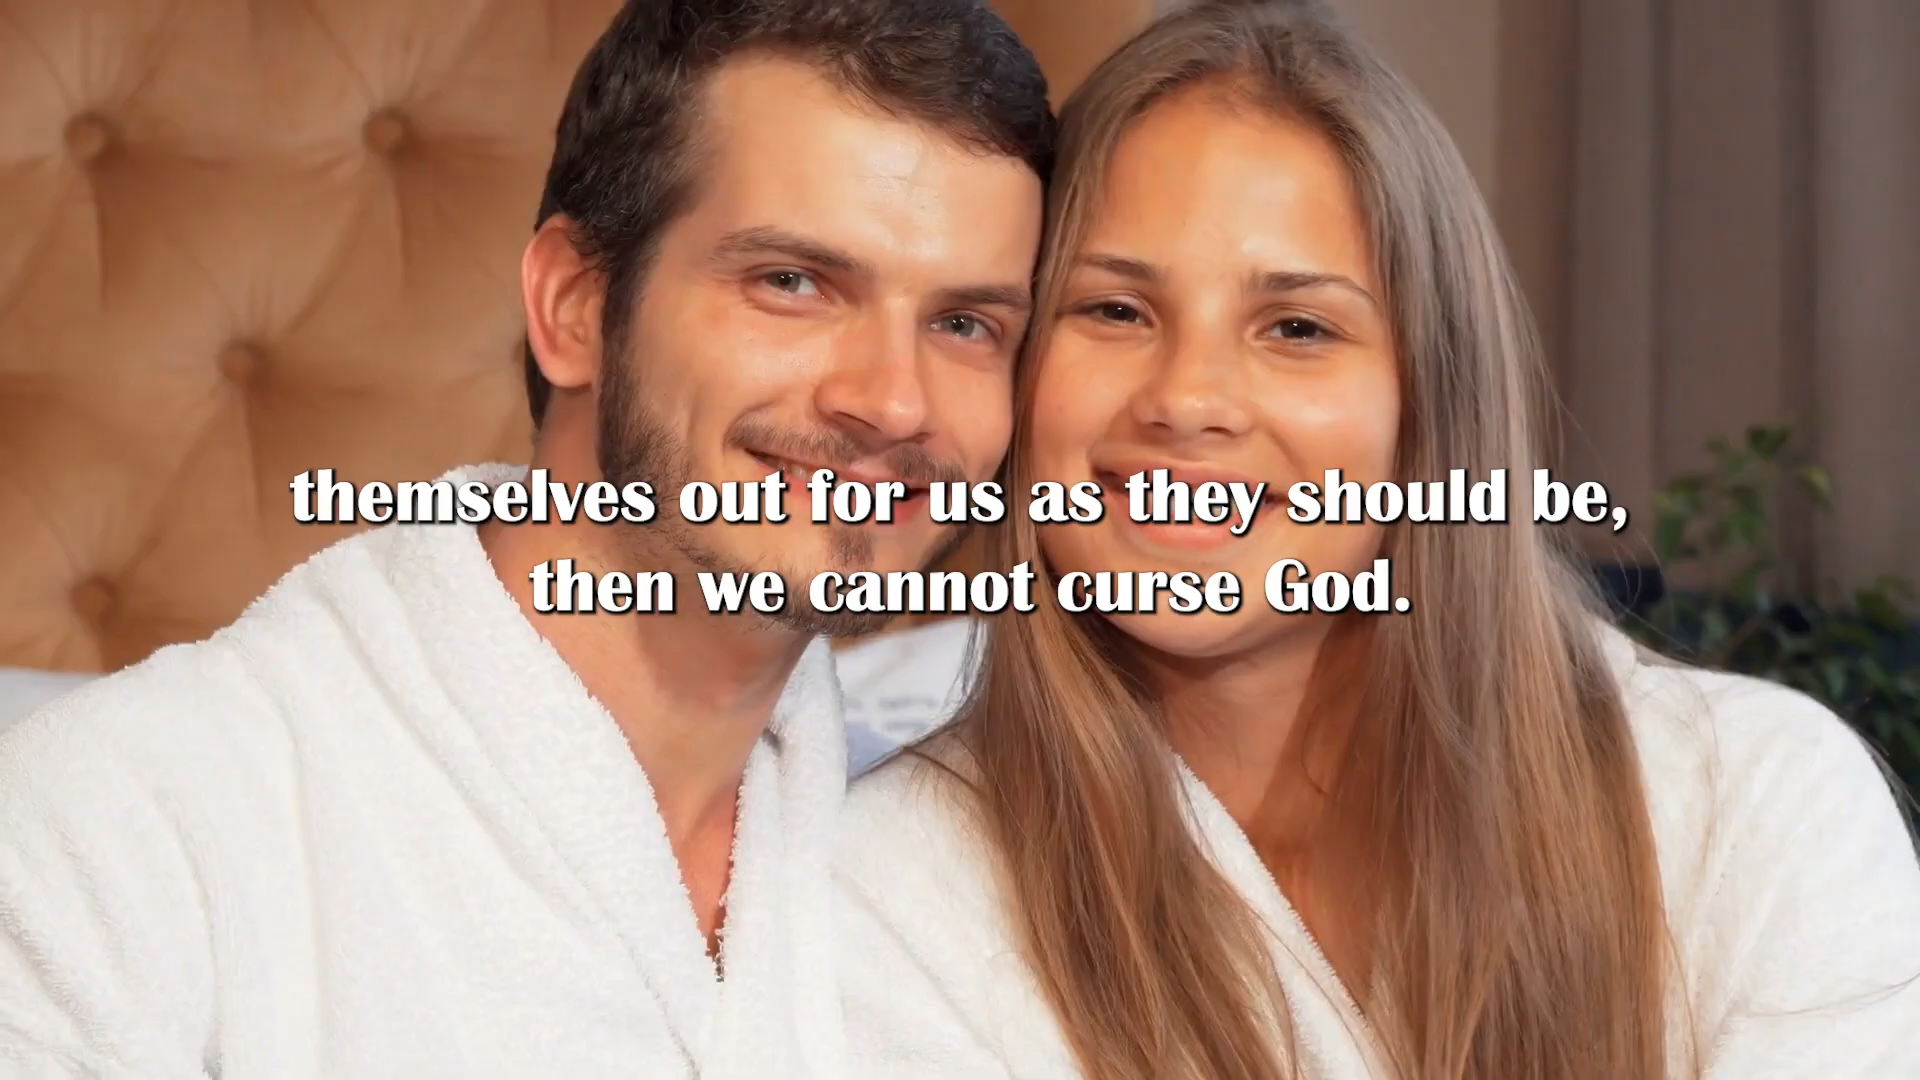 themselves out for us as they should be,
then we cannot curse God.